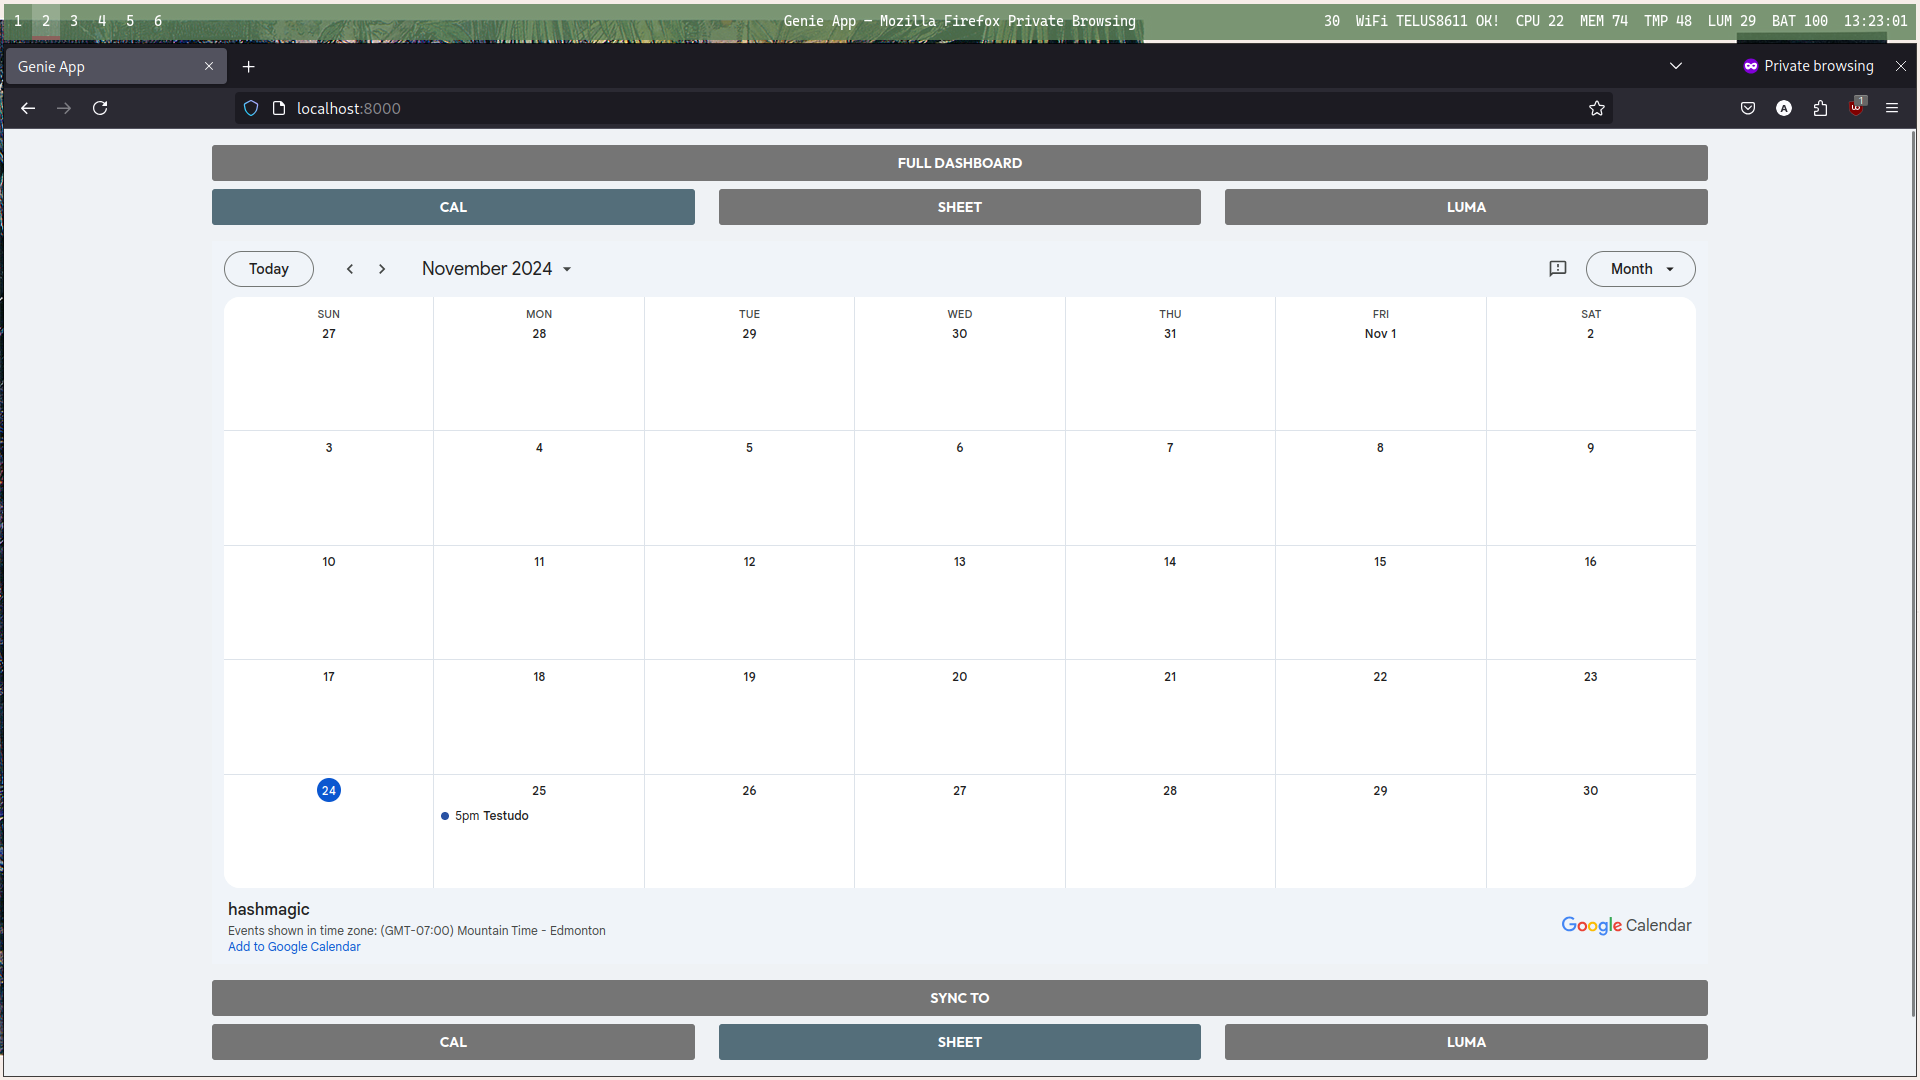 1 2 3 4 5 6 Genie App — Mozilla Firefox Private Browsing 30 WiFi TELUS8611 OK! CPU 22 MEM 74 TMP 48 LUM 29 BAT 100 13:23:01
Genie App Private browsing
localhost:8000 A 1
FULL DASHBOARD
CAL SHEET LUMA
Today November 2024 Month
SUN MON TUE WED THU FRI SAT
27 28 29 30 31 Nov 1 2
3 4 5 6 7 8 9
10 11 12 13 14 15 16
17 18 19 20 21 22 23
24 25 26 27 28 29 30
5pm Testudo
hashmagic
Events shown in time zone: (GMT-07:00) Mountain Time - Edmonton
Google Calendar
Add to Google Calendar
SYNC TO
CAL SHEET LUMA